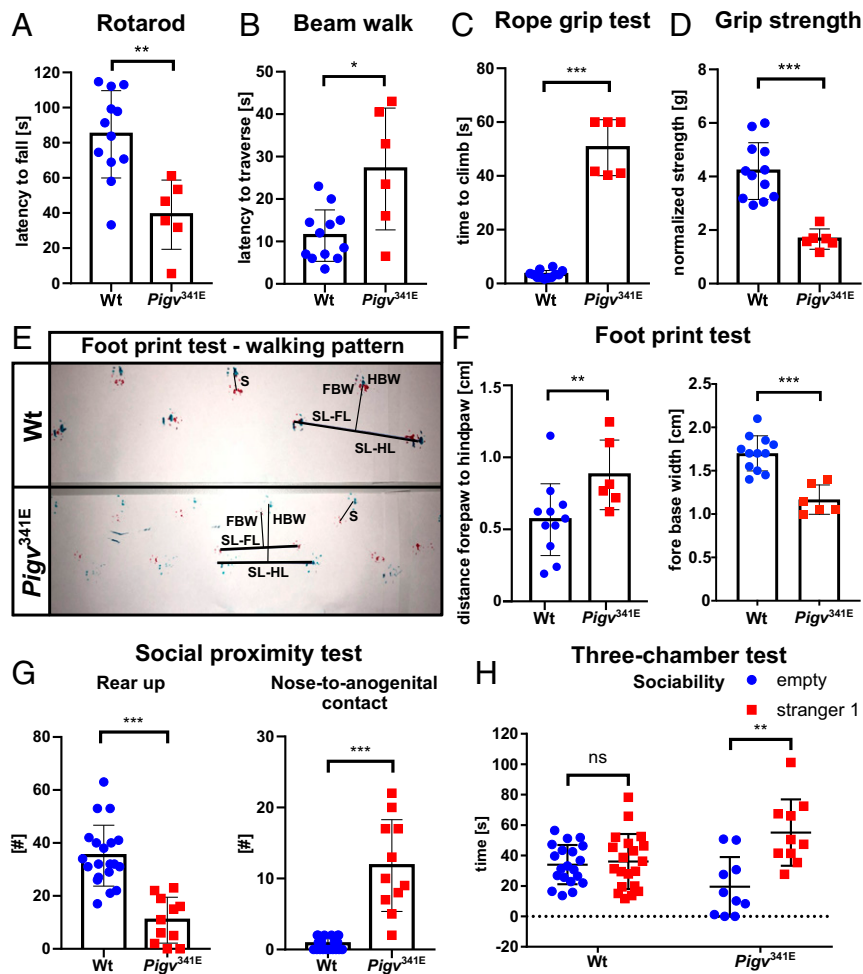 A Rotarod
**
latency to fall [s]
120
100
80
60
40
20
0
Wt Pigv³⁴¹ᴱ
B Beam walk
*
latency to traverse [s]
50
40
30
20
10
0
Wt Pigv³⁴¹ᴱ
C Rope grip test
***
time to climb [s]
80
60
40
20
0
Wt Pigv³⁴¹ᴱ
D Grip strength
***
normalized strength [g]
8
6
4
2
0
Wt Pigv³⁴¹ᴱ
E Foot print test - walking pattern
Wt
S
FBW HBW
SL-FL
SL-HL
Pigv³⁴¹ᴱ
FBW HBW S
SL-FL
SL-HL
F Foot print test
**
distance forepaw to hindpaw [cm]
1.5
1.0
0.5
0.0
Wt Pigv³⁴¹ᴱ
***
fore base width [cm]
2.5
2.0
1.5
1.0
0.5
0.0
Wt Pigv³⁴¹ᴱ
G Social proximity test
Rear up
***
[#]
80
60
40
20
0
Wt Pigv³⁴¹ᴱ
Nose-to-anogenital
contact
***
[#]
30
20
10
0
Wt Pigv³⁴¹ᴱ
H Three-chamber test
Sociability
empty
stranger 1
ns
**
time [s]
120
100
80
60
40
20
0
-20
Wt Pigv³⁴¹ᴱ